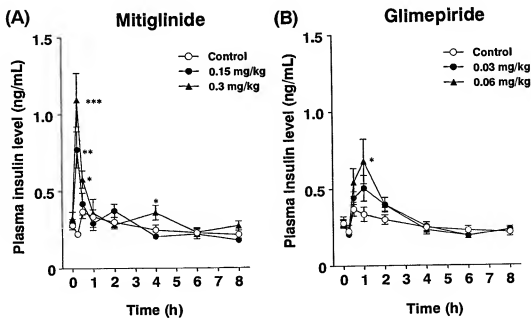 (A)
Mitiglinide
Plasma insulin level (ng/mL)
1.5
1.0
0.5
0.0
Control
0.15 mg/kg
0.3 mg/kg
***
**
*
*
0 1 2 3 4 5 6 7 8
Time (h)
(B)
Glimepiride
Plasma insulin level (ng/mL)
1.5
1.0
0.5
0.0
Control
0.03 mg/kg
0.06 mg/kg
*
0 1 2 3 4 5 6 7 8
Time (h)